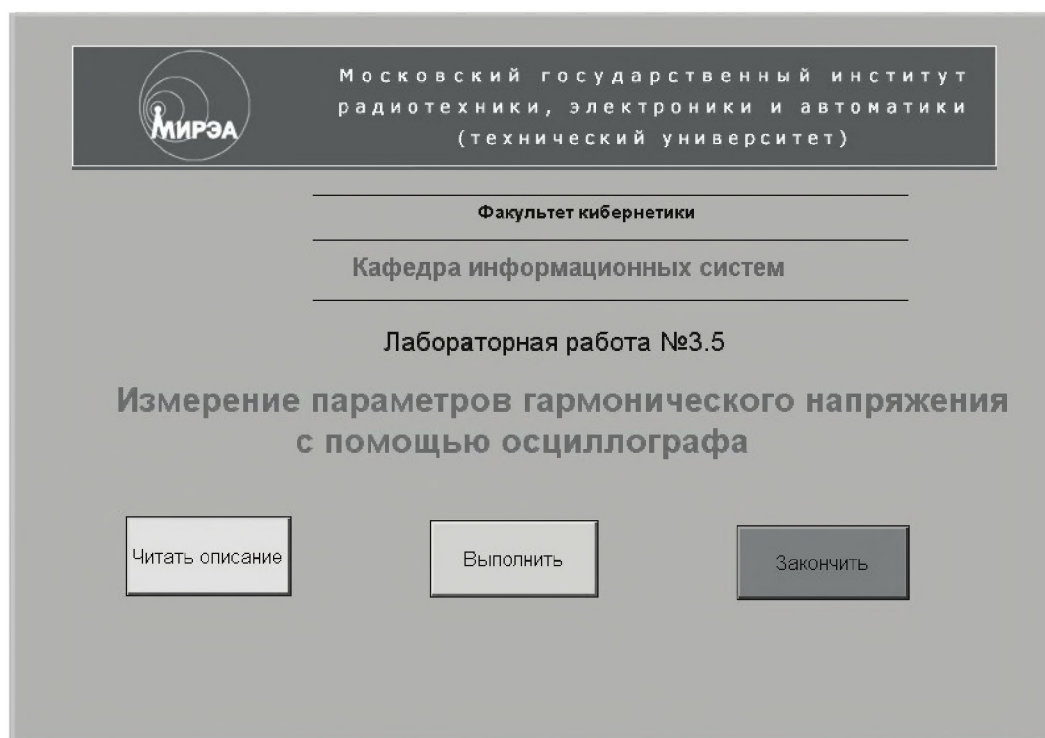 МИРЭА
Московский государственный институт
радиотехники, электроники и автоматики
(технический университет)
Факультет кибернетики
Кафедра информационных систем
Лабораторная работа №3.5
Измерение параметров гармонического напряжения
с помощью осциллографа
Читать описание
Выполнить
Закончить